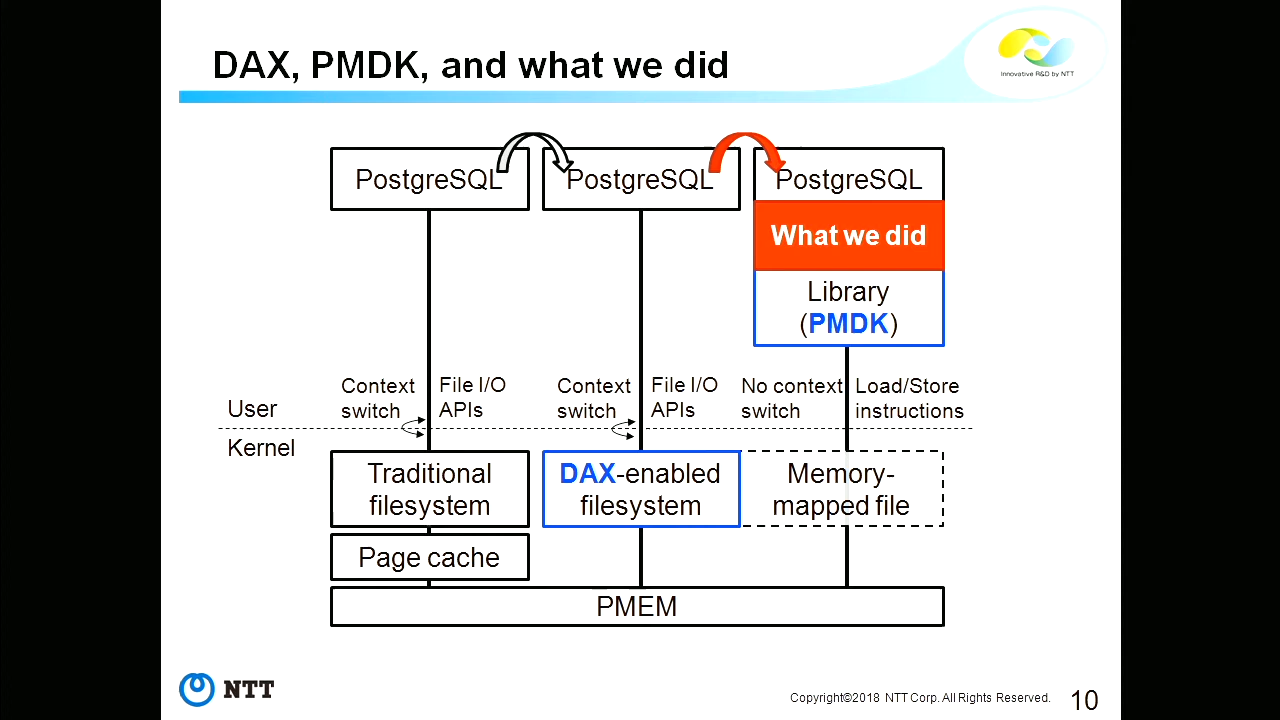 DAX, PMDK, and what we did
Innovative R&D by NTT
PostgreSQL
PostgreSQL
PostgreSQL
What we did
Library
(PMDK)
Context
switch
File I/O
APIs
Context
switch
File I/O
APIs
No context
switch
Load/Store
instructions
User
Kernel
Traditional
filesystem
DAX-enabled
filesystem
Memory-
mapped file
Page cache
PMEM
NTT
Copyright©2018 NTT Corp. All Rights Reserved.
10